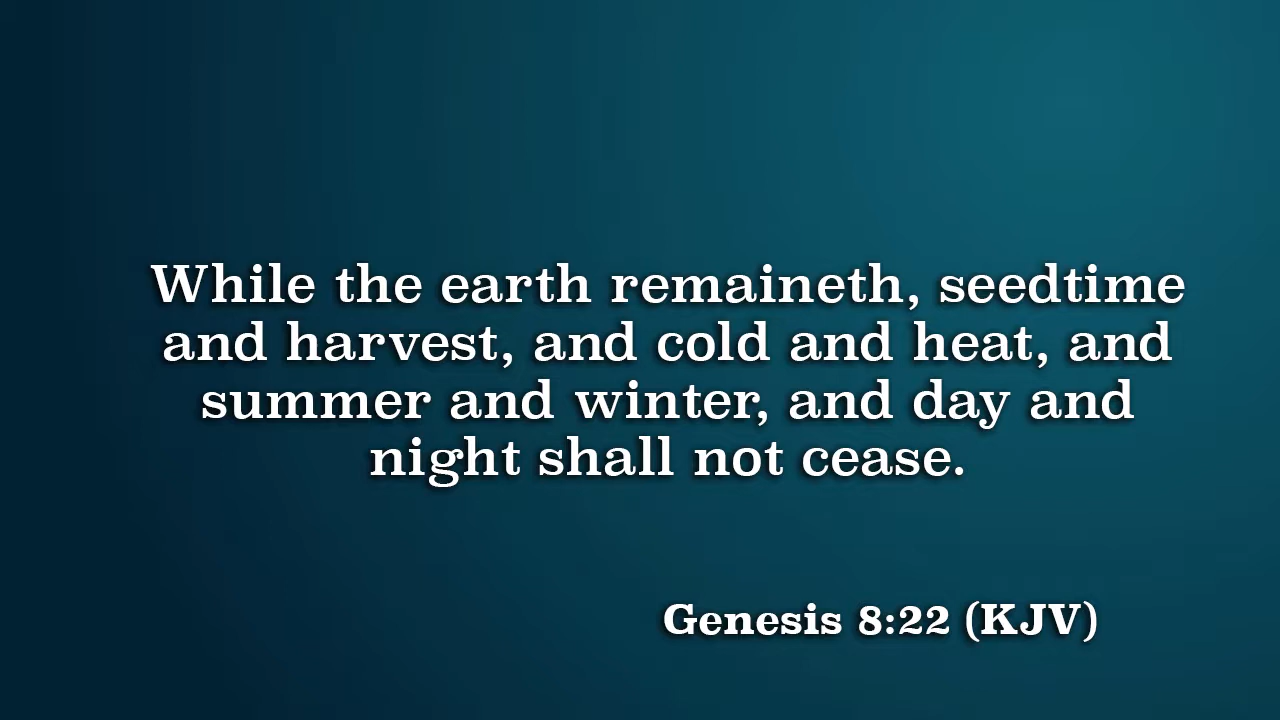 While the earth remaineth, seedtime
and harvest, and cold and heat, and
summer and winter, and day and
night shall not cease.
Genesis 8:22 (KJV)